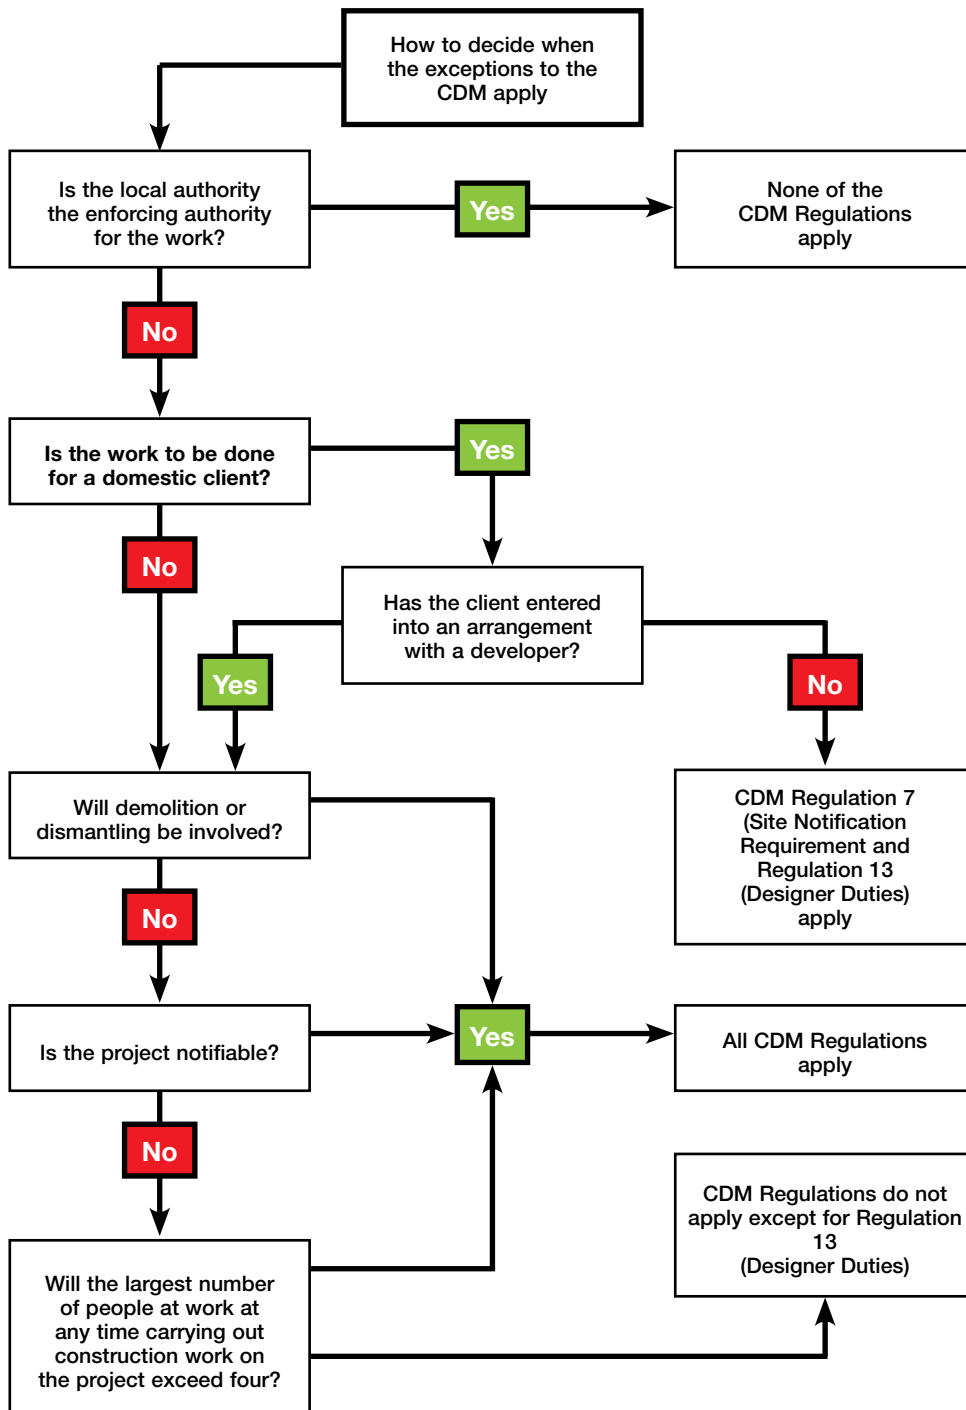 How to decide when
the exceptions to the
CDM apply
Is the local authority
the enforcing authority
for the work?
Yes
None of the
CDM Regulations
apply
No
Is the work to be done
for a domestic client?
Yes
No
Has the client entered
into an arrangement
with a developer?
Yes
No
Will demolition or
dismantling be involved?
CDM Regulation 7
(Site Notification
Requirement and
Regulation 13
(Designer Duties)
apply
No
Is the project notifiable?
Yes
All CDM Regulations
apply
No
CDM Regulations do not
apply except for Regulation
13
(Designer Duties)
Will the largest number
of people at work at
any time carrying out
construction work on
the project exceed four?